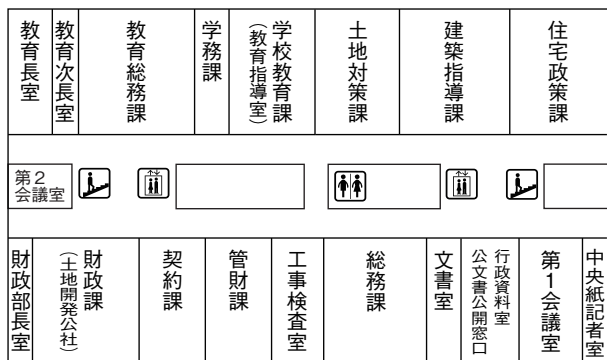 教育長室
教育次長室
教育総務課
学務課
学校教育課
（教育指導室）
土地対策課
建築指導課
住宅政策課
第２
会議室
財政部長室
財政課
（土地開発公社）
契約課
管財課
工事検査室
総務課
文書室
行政資料室
公文書公開窓口
第１会議室
中央紙記者室